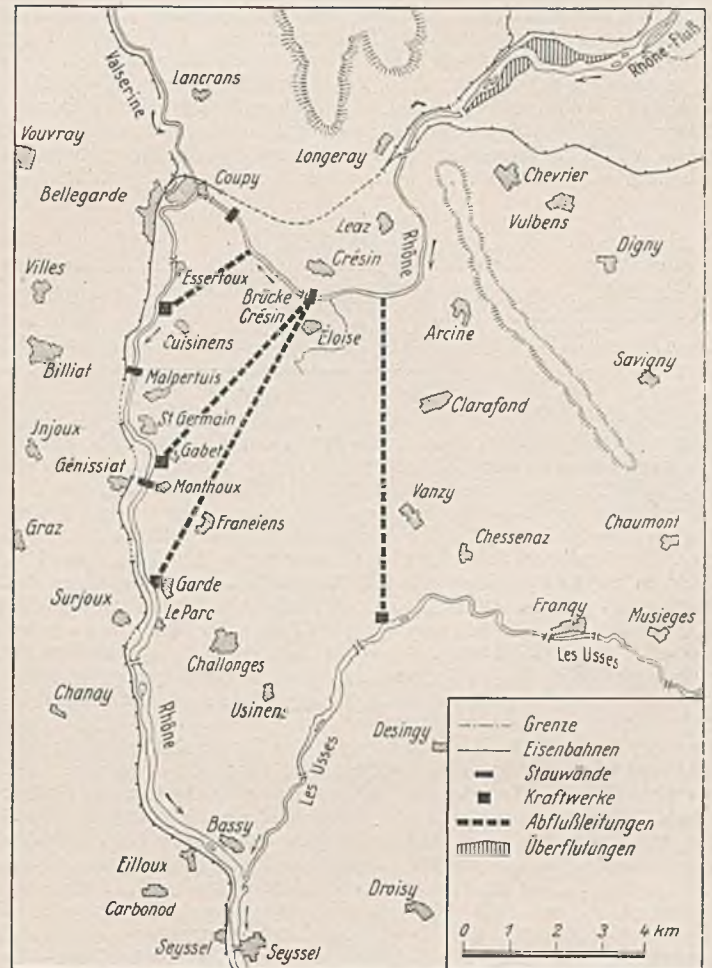 Valserine
Lancrans
Rhône-Fluß
Vouvray
Longeray
Coupy
Chevrier
Bellegarde
Vulbens
Leaz
Rhône
Digny
Villes
Essertoux
Crésin
Brücke
Crésin
Arcine
Cuisinens
Éloise
Billiat
Savigny
Malpertuis
Clarafond
St Germain
Jnjoux
Gabet
Génissiat
Monthoux
Vanzy
Franeiens
Graz
Chessenaz
Chaumont
Garde
Surjoux
Le Parc
Franqy
Musieges
Les Usses
Challonges
Chanay
Rhône
Usinens
Desingy
Les Usses
Bassy
Eilloux
Carbonod
Droisy
Seyssel
Seyssel
Grenze
Eisenbahnen
Stauwände
Kraftwerke
Abflußleitungen
Überflutungen
0 1 2 3 4 km